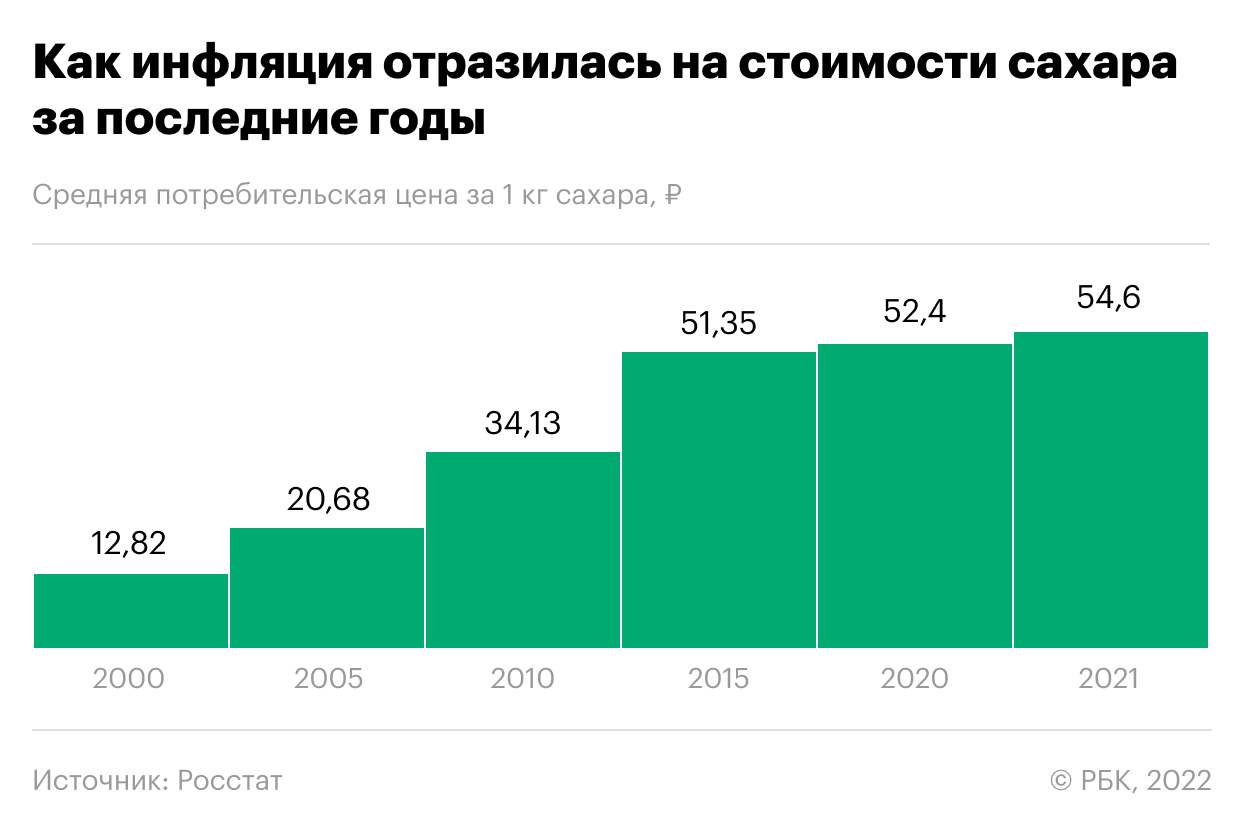 Как инфляция отразилась на стоимости сахара
за последние годы
Средняя потребительская цена за 1 кг сахара, ₽
12,82
20,68
34,13
51,35
52,4
54,6
2000
2005
2010
2015
2020
2021
Источник: Росстат
© РБК, 2022